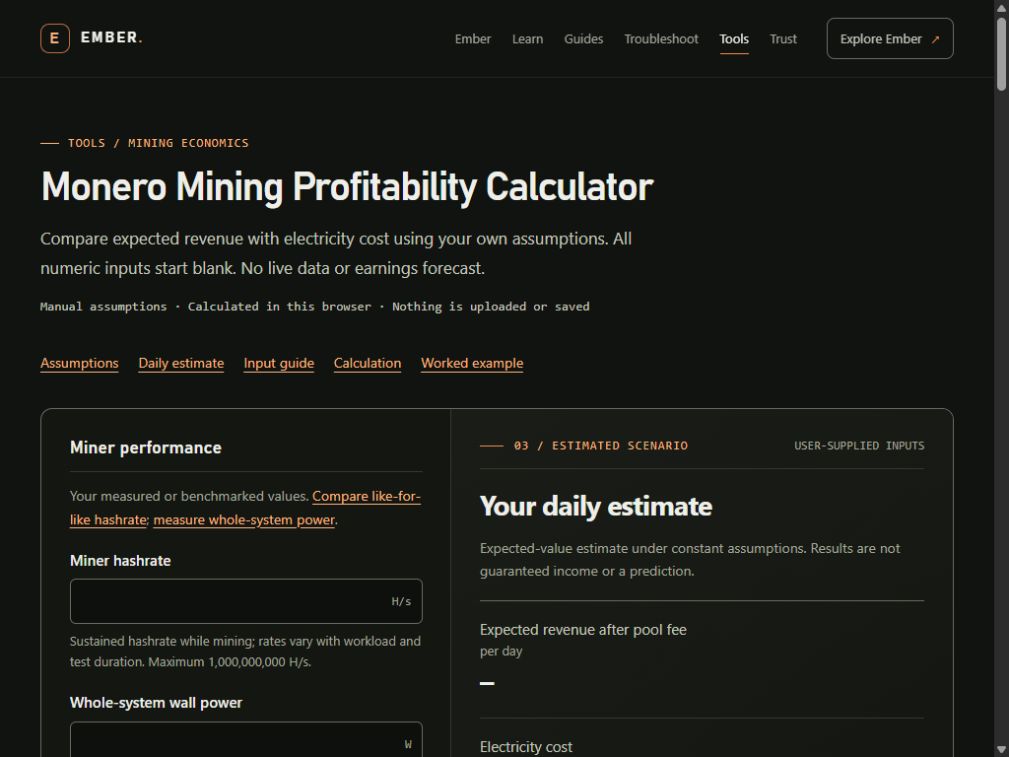 E EMBER.
Ember Learn Guides Troubleshoot Tools Trust Explore Ember ↗
TOOLS / MINING ECONOMICS
Monero Mining Profitability Calculator
Compare expected revenue with electricity cost using your own assumptions. All
numeric inputs start blank. No live data or earnings forecast.
Manual assumptions · Calculated in this browser · Nothing is uploaded or saved
Assumptions Daily estimate Input guide Calculation Worked example
Miner performance
Your measured or benchmarked values. Compare like-for-
like hashrate; measure whole-system power.
Miner hashrate
H/s
Sustained hashrate while mining; rates vary with workload and
test duration. Maximum 1,000,000,000 H/s.
Whole-system wall power
W
03 / ESTIMATED SCENARIO
USER-SUPPLIED INPUTS
Your daily estimate
Expected-value estimate under constant assumptions. Results are not
guaranteed income or a prediction.
Expected revenue after pool fee
per day
—
Electricity cost